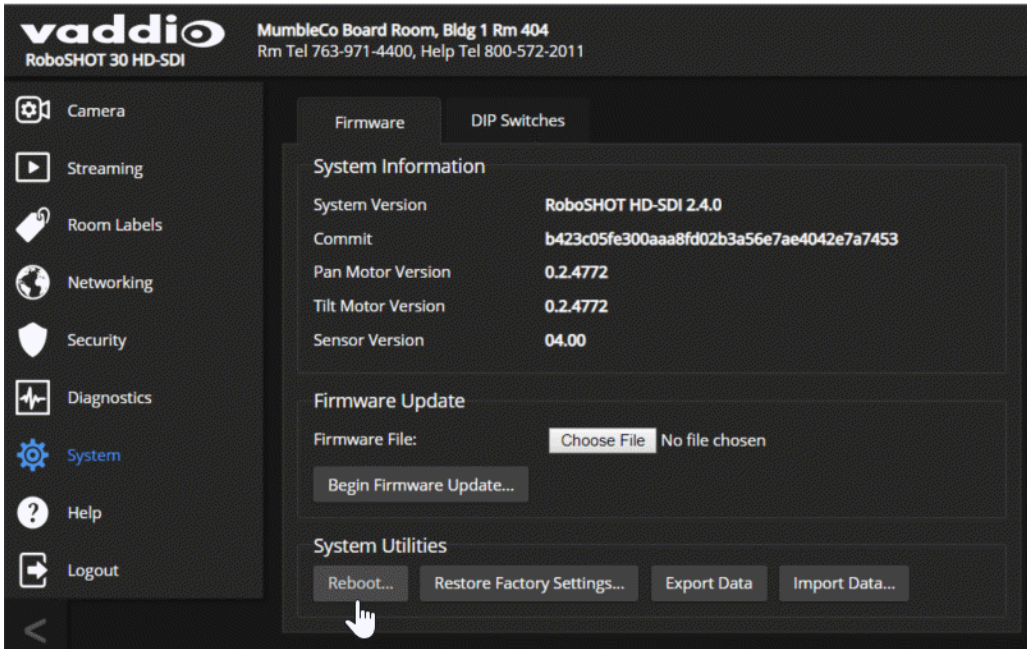 vaddio
RoboSHOT 30 HD-SDI
MumbleCo Board Room, Bldg 1 Rm 404
Rm Tel 763-971-4400, Help Tel 800-572-2011
Camera
Streaming
Room Labels
Networking
Security
Diagnostics
System
Help
Logout
<
Firmware DIP Switches
System Information
System Version RoboSHOT HD-SDI 2.4.0
Commit b423c05fe300aaa8fd02b3a56e7ae4042e7a7453
Pan Motor Version 0.2.4772
Tilt Motor Version 0.2.4772
Sensor Version 04.00
Firmware Update
Firmware File: Choose File No file chosen
Begin Firmware Update...
System Utilities
Reboot... Restore Factory Settings... Export Data Import Data...